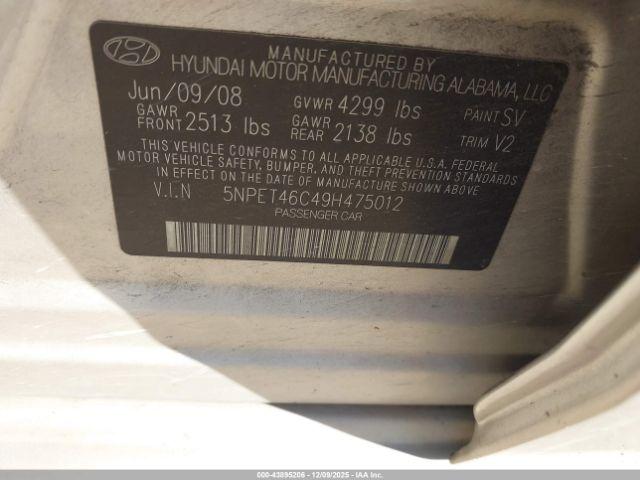 MANUFACTURED BY
HYUNDAI MOTOR MANUFACTURING ALABAMA, LLC
Jun/09/08 GVWR 4299 lbs PAINT SV
GAWR FRONT 2513 lbs GAWR REAR 2138 lbs TRIM V2
THIS VEHICLE CONFORMS TO ALL APPLICABLE U.S.A. FEDERAL
MOTOR VEHICLE SAFETY, BUMPER, AND THEFT PREVENTION STANDARDS
IN EFFECT ON THE DATE OF MANUFACTURE SHOWN ABOVE.
V.I.N 5NPET46C49H475012
PASSENGER CAR
000-43895206 - 12/09/2025 - IAAI.com